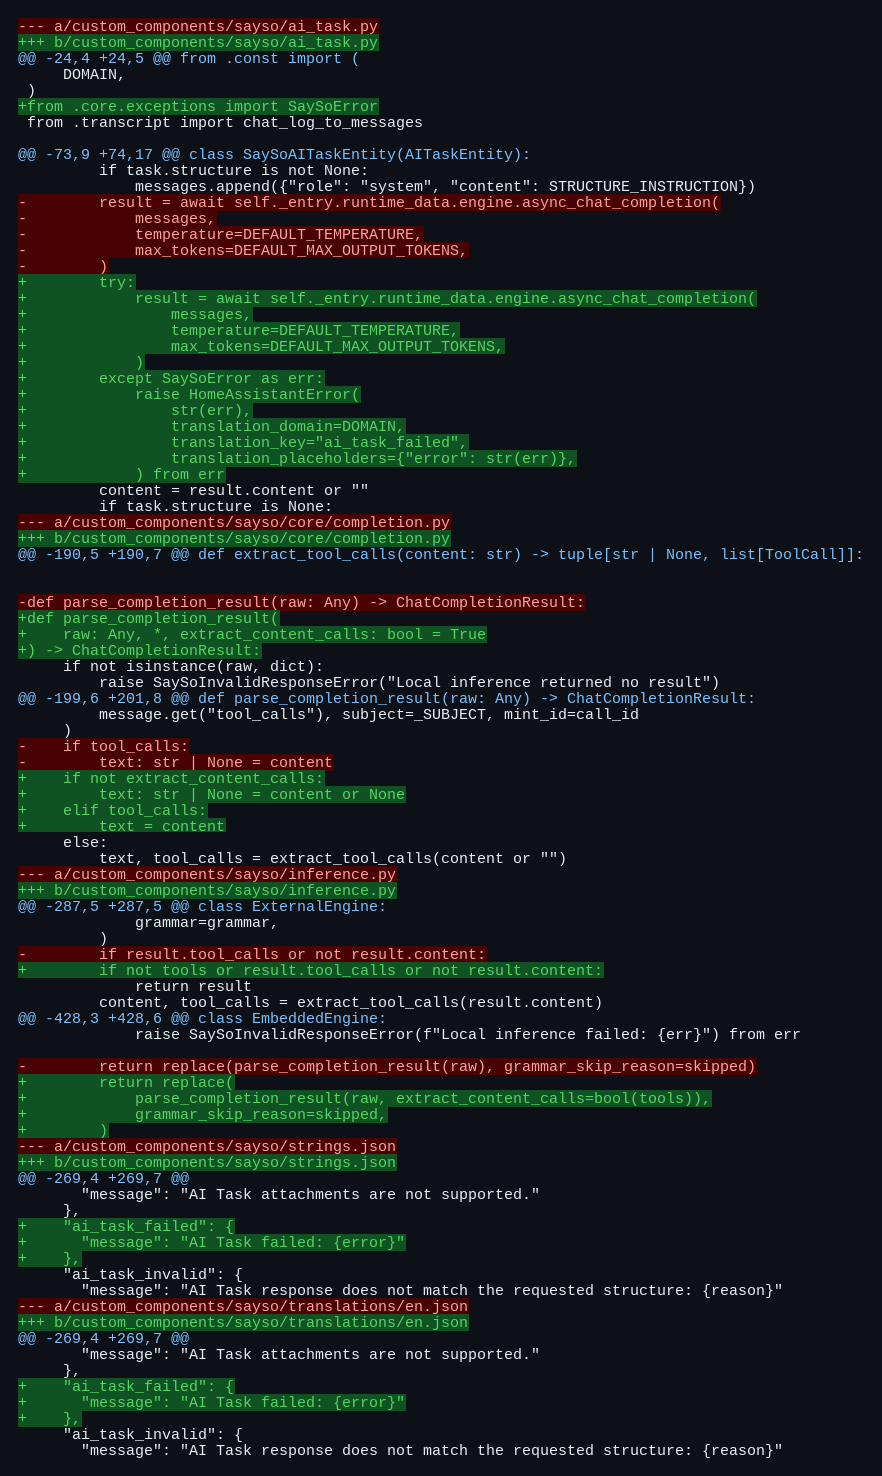 --- a/custom_components/sayso/ai_task.py
+++ b/custom_components/sayso/ai_task.py
@@ -24,4 +24,5 @@ from .const import (
     DOMAIN,
 )
+from .core.exceptions import SaySoError
 from .transcript import chat_log_to_messages

@@ -73,9 +74,17 @@ class SaySoAITaskEntity(AITaskEntity):
         if task.structure is not None:
             messages.append({"role": "system", "content": STRUCTURE_INSTRUCTION})
-        result = await self._entry.runtime_data.engine.async_chat_completion(
-            messages,
-            temperature=DEFAULT_TEMPERATURE,
-            max_tokens=DEFAULT_MAX_OUTPUT_TOKENS,
-        )
+        try:
+            result = await self._entry.runtime_data.engine.async_chat_completion(
+                messages,
+                temperature=DEFAULT_TEMPERATURE,
+                max_tokens=DEFAULT_MAX_OUTPUT_TOKENS,
+            )
+        except SaySoError as err:
+            raise HomeAssistantError(
+                str(err),
+                translation_domain=DOMAIN,
+                translation_key="ai_task_failed",
+                translation_placeholders={"error": str(err)},
+            ) from err
         content = result.content or ""
         if task.structure is None:
--- a/custom_components/sayso/core/completion.py
+++ b/custom_components/sayso/core/completion.py
@@ -190,5 +190,7 @@ def extract_tool_calls(content: str) -> tuple[str | None, list[ToolCall]]:


-def parse_completion_result(raw: Any) -> ChatCompletionResult:
+def parse_completion_result(
+    raw: Any, *, extract_content_calls: bool = True
+) -> ChatCompletionResult:
     if not isinstance(raw, dict):
         raise SaySoInvalidResponseError("Local inference returned no result")
@@ -199,6 +201,8 @@ def parse_completion_result(raw: Any) -> ChatCompletionResult:
         message.get("tool_calls"), subject=_SUBJECT, mint_id=call_id
     )
-    if tool_calls:
-        text: str | None = content
+    if not extract_content_calls:
+        text: str | None = content or None
+    elif tool_calls:
+        text = content
     else:
         text, tool_calls = extract_tool_calls(content or "")
--- a/custom_components/sayso/inference.py
+++ b/custom_components/sayso/inference.py
@@ -287,5 +287,5 @@ class ExternalEngine:
             grammar=grammar,
         )
-        if result.tool_calls or not result.content:
+        if not tools or result.tool_calls or not result.content:
             return result
         content, tool_calls = extract_tool_calls(result.content)
@@ -428,3 +428,6 @@ class EmbeddedEngine:
             raise SaySoInvalidResponseError(f"Local inference failed: {err}") from err

-        return replace(parse_completion_result(raw), grammar_skip_reason=skipped)
+        return replace(
+            parse_completion_result(raw, extract_content_calls=bool(tools)),
+            grammar_skip_reason=skipped,
+        )
--- a/custom_components/sayso/strings.json
+++ b/custom_components/sayso/strings.json
@@ -269,4 +269,7 @@
       "message": "AI Task attachments are not supported."
     },
+    "ai_task_failed": {
+      "message": "AI Task failed: {error}"
+    },
     "ai_task_invalid": {
       "message": "AI Task response does not match the requested structure: {reason}"
--- a/custom_components/sayso/translations/en.json
+++ b/custom_components/sayso/translations/en.json
@@ -269,4 +269,7 @@
       "message": "AI Task attachments are not supported."
     },
+    "ai_task_failed": {
+      "message": "AI Task failed: {error}"
+    },
     "ai_task_invalid": {
       "message": "AI Task response does not match the requested structure: {reason}"